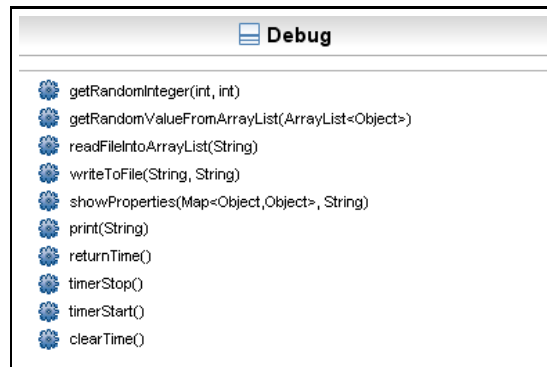 Debug
getRandomInteger(int, int)
getRandomValueFromArrayList(ArrayList<Object>)
readFileIntoArrayList(String)
writeToFile(String, String)
showProperties(Map<Object,Object>, String)
print(String)
returnTime()
timerStop()
timerStart()
clearTime()